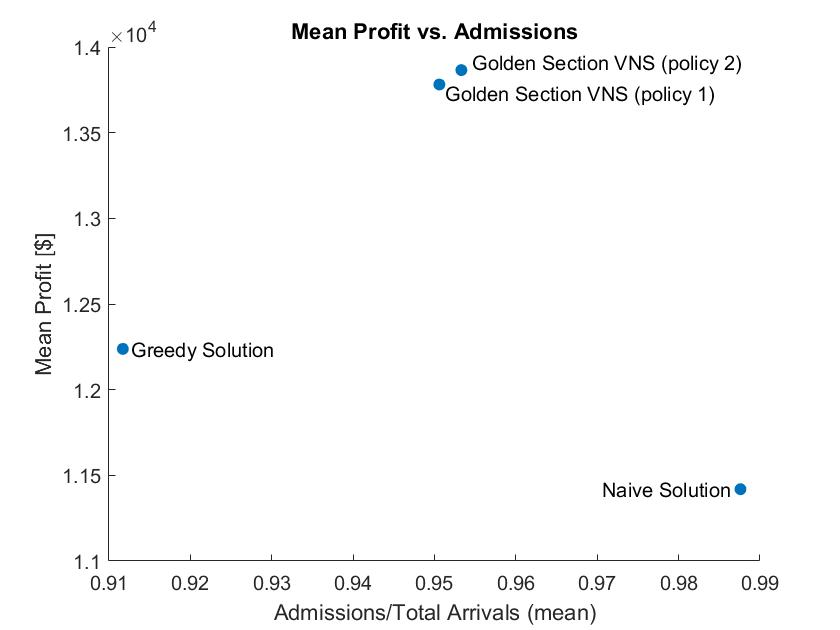 Mean Profit vs. Admissions
×10⁴
1.4
1.35
1.3
1.25
1.2
1.15
1.1
Mean Profit [$]
Golden Section VNS (policy 2)
Golden Section VNS (policy 1)
Greedy Solution
Naive Solution
0.91 0.92 0.93 0.94 0.95 0.96 0.97 0.98 0.99
Admissions/Total Arrivals (mean)